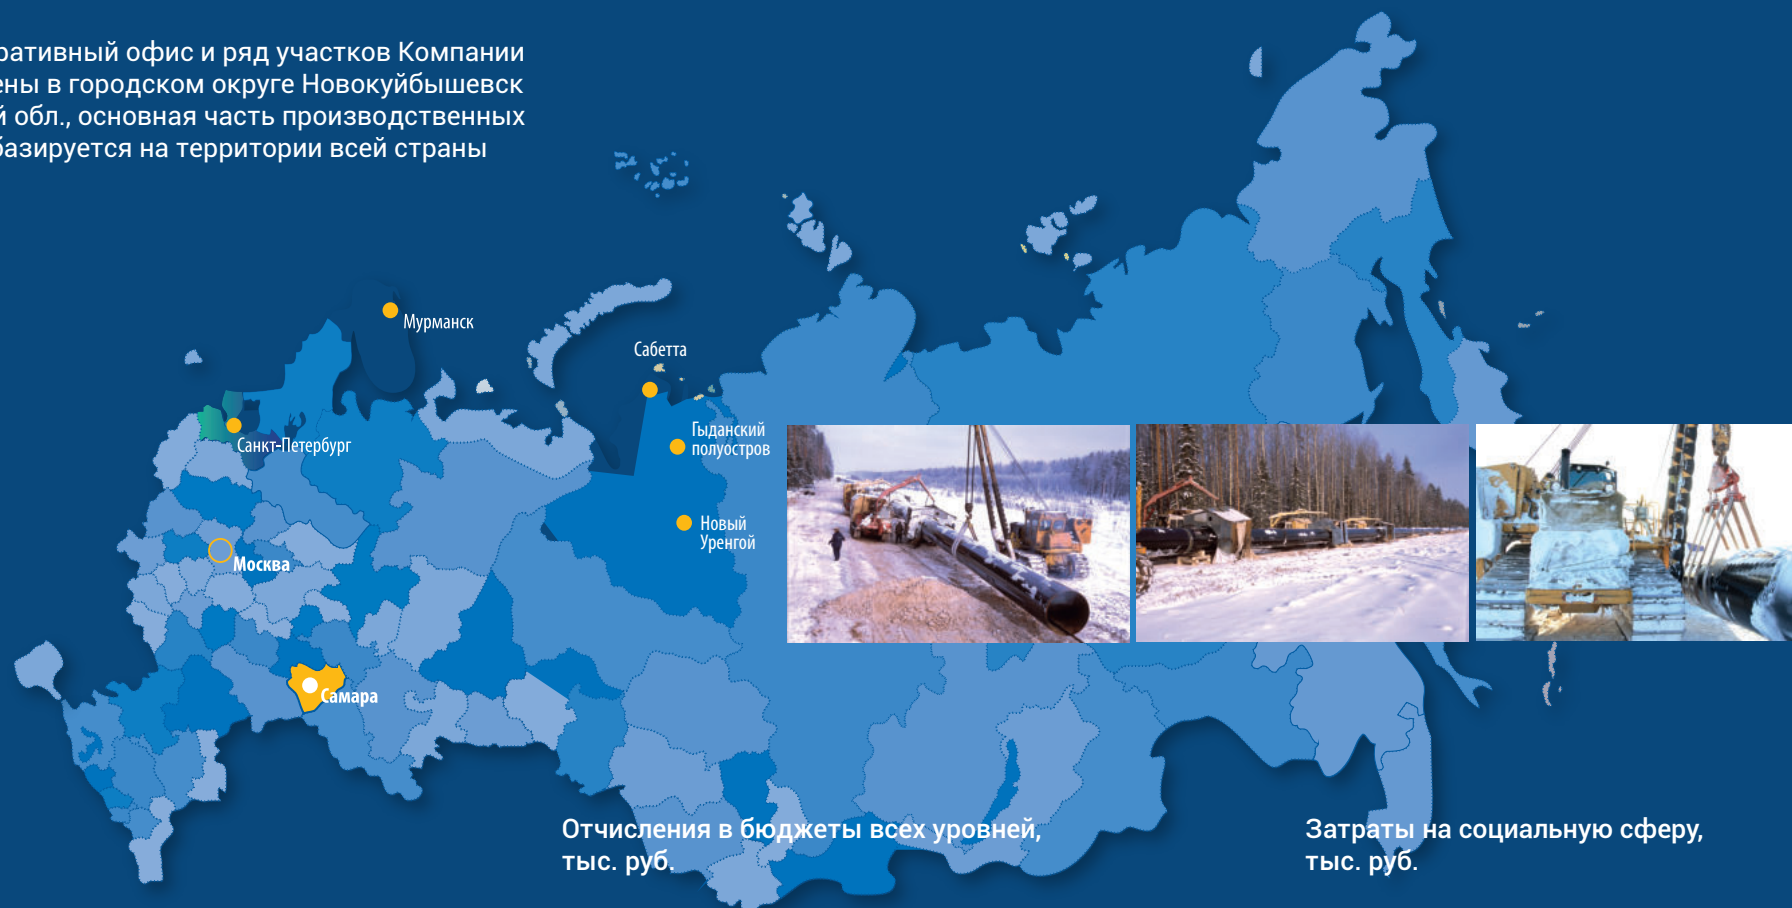 ративный офис и ряд участков Компании
ены в городском округе Новокуйбышевск
й обл., основная часть производственных
базируется на территории всей страны
Мурманск
Сабетта
Гыданский
полуостров
Санкт-Петербург
Новый
Уренгой
Москва
Самара
Отчисления в бюджеты всех уровней,
тыс. руб.
Затраты на социальную сферу,
тыс. руб.